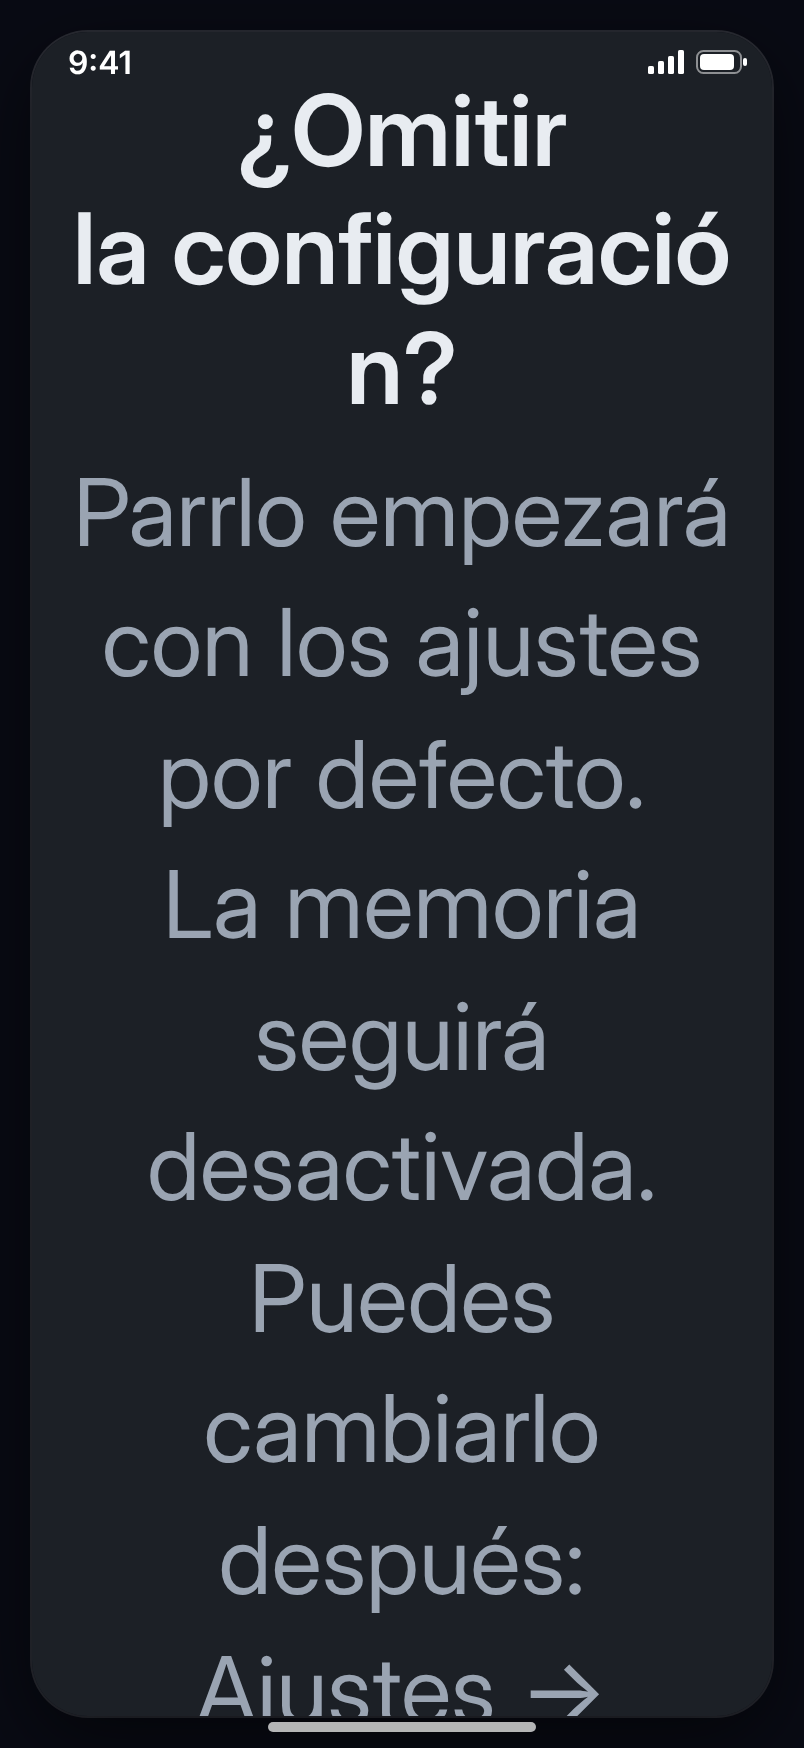 9:41
¿Omitir
la configuració
n?
Parrlo empezará
con los ajustes
por defecto.
La memoria
seguirá
desactivada.
Puedes
cambiarlo
después:
Ajustes →